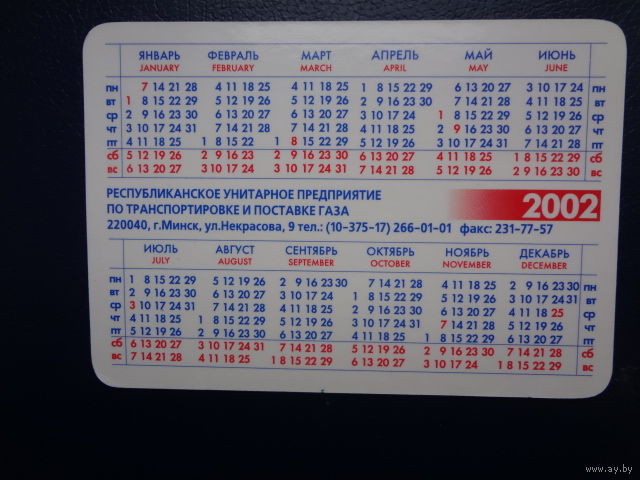 ЯНВАРЬ ФЕВРАЛЬ МАРТ АПРЕЛЬ МАЙ ИЮНЬ
JANUARY FEBRUARY MARCH APRIL MAY JUNE
пн 7 14 21 28 4 11 18 25 4 11 18 25 1 8 15 22 29 6 13 20 27 3 10 17 24 пн
вт 1 8 15 22 29 5 12 19 26 5 12 19 26 2 9 16 23 30 7 14 21 28 4 11 18 25 вт
ср 2 9 16 23 30 6 13 20 27 6 13 20 27 3 10 17 24 1 8 15 22 29 5 12 19 26 ср
чт 3 10 17 24 31 7 14 21 28 7 14 21 28 4 11 18 25 2 9 16 23 30 6 13 20 27 чт
пт 4 11 18 25 1 8 15 22 1 8 15 22 29 5 12 19 26 3 10 17 24 31 7 14 21 28 пт
сб 5 12 19 26 2 9 16 23 2 9 16 23 30 6 13 20 27 4 11 18 25 1 8 15 22 29 сб
вс 6 13 20 27 3 10 17 24 3 10 17 24 31 7 14 21 28 5 12 19 26 2 9 16 23 30 вс
РЕСПУБЛИКАНСКОЕ УНИТАРНОЕ ПРЕДПРИЯТИЕ
ПО ТРАНСПОРТИРОВКЕ И ПОСТАВКЕ ГАЗА
2002
220040, г.Минск, ул.Некрасова, 9 тел.: (10-375-17) 266-01-01 факс: 231-77-57
ИЮЛЬ АВГУСТ СЕНТЯБРЬ ОКТЯБРЬ НОЯБРЬ ДЕКАБРЬ
JULY AUGUST SEPTEMBER OCTOBER NOVEMBER DECEMBER
пн 1 8 15 22 29 5 12 19 26 2 9 16 23 30 7 14 21 28 4 11 18 25 2 9 16 23 30 пн
вт 2 9 16 23 30 6 13 20 27 3 10 17 24 1 8 15 22 29 5 12 19 26 3 10 17 24 31 вт
ср 3 10 17 24 31 7 14 21 28 4 11 18 25 2 9 16 23 30 6 13 20 27 4 11 18 25 ср
чт 4 11 18 25 1 8 15 22 29 5 12 19 26 3 10 17 24 31 7 14 21 28 5 12 19 26 чт
пт 5 12 19 26 2 9 16 23 30 6 13 20 27 4 11 18 25 1 8 15 22 29 6 13 20 27 пт
сб 6 13 20 27 3 10 17 24 31 7 14 21 28 5 12 19 26 2 9 16 23 30 7 14 21 28 сб
вс 7 14 21 28 4 11 18 25 1 8 15 22 29 6 13 20 27 3 10 17 24 1 8 15 22 29 вс
www.ay.by